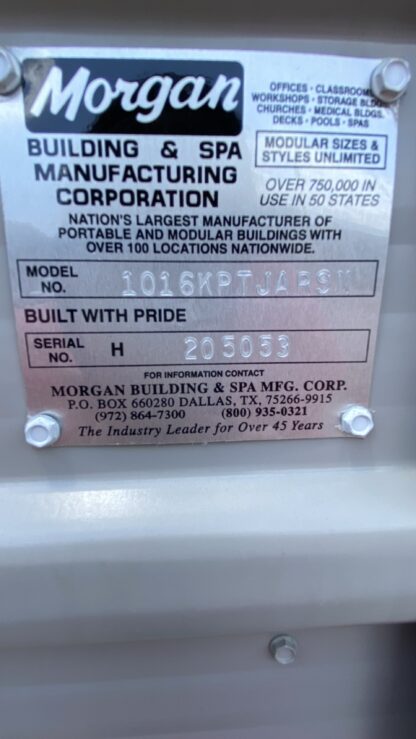 Morgan
OFFICES · CLASSROOMS
WORKSHOPS · STORAGE BLDG
CHURCHES · MEDICAL BLDGS.
DECKS · POOLS · SPAS
BUILDING & SPA
MANUFACTURING
CORPORATION
MODULAR SIZES &
STYLES UNLIMITED
OVER 750,000 IN
USE IN 50 STATES
NATION'S LARGEST MANUFACTURER OF
PORTABLE AND MODULAR BUILDINGS WITH
OVER 100 LOCATIONS NATIONWIDE.
MODEL
NO.
BUILT WITH PRIDE
SERIAL
NO. H 205053
FOR INFORMATION CONTACT
MORGAN BUILDING & SPA MFG. CORP.
P.O. BOX 660280 DALLAS, TX, 75266-9915
(972) 864-7300 (800) 935-0321
The Industry Leader for Over 45 Years